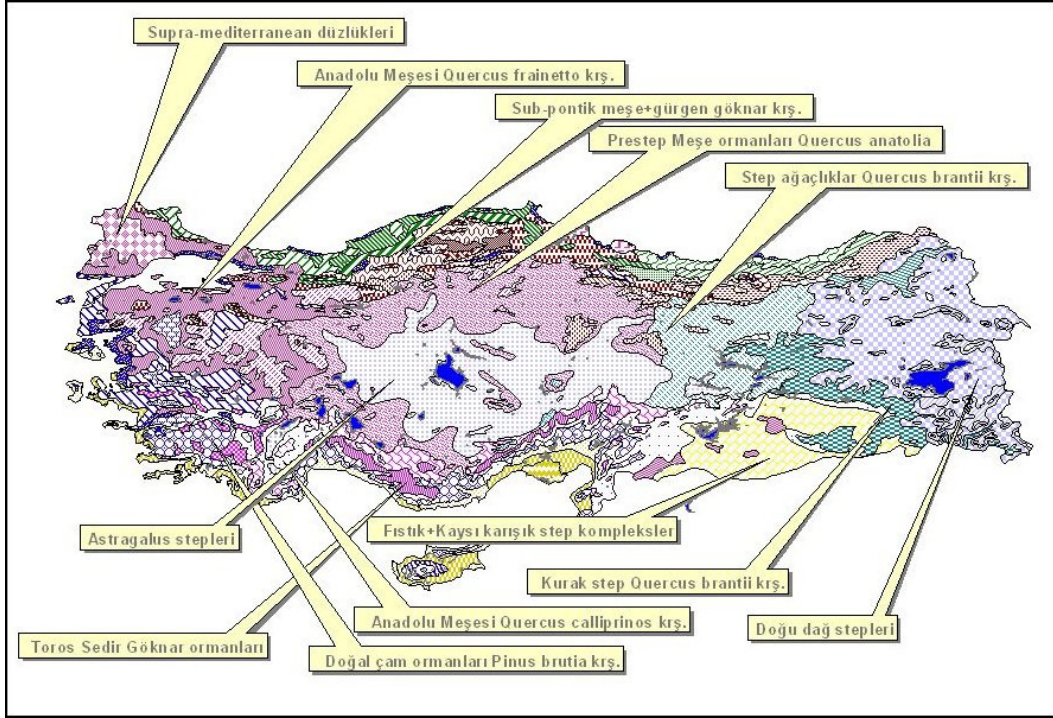 Supra-mediterranean düzlükleri
Anadolu Meşesi Quercus frainetto krş.
Sub-pontik meşe+gürgen göknar krş.
Prestep Meşe ormanları Quercus anatolia
Step ağaçlıklar Quercus brantii krş.
Astragalus stepleri
Fıstık+Kaysı karışık step kompleksler
Kurak step Quercus brantii krş.
Anadolu Meşesi Quercus calliprinos krş.
Doğu dağ stepleri
Toros Sedir Göknar ormanları
Doğal çam ormanları Pinus brutia krş.